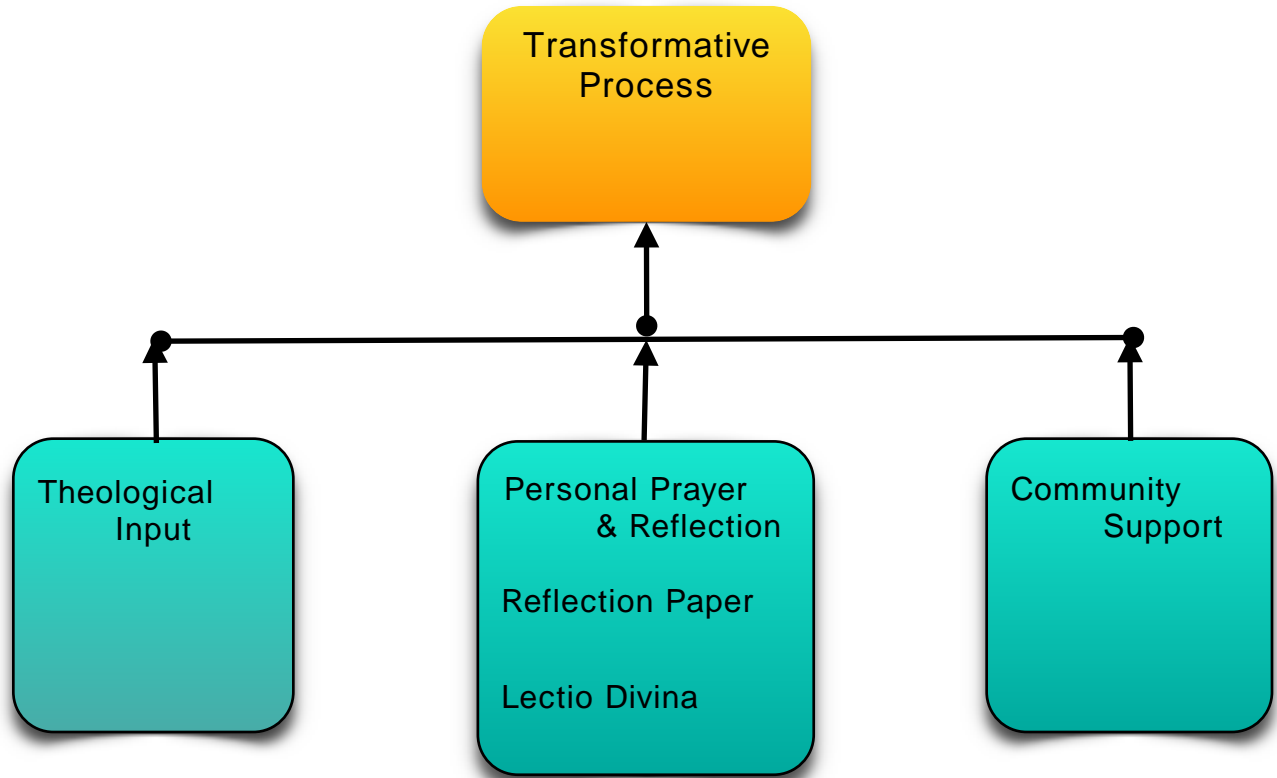 Transformative
Process
Theological
Input
Personal Prayer
& Reflection
Reflection Paper
Lectio Divina
Community
Support